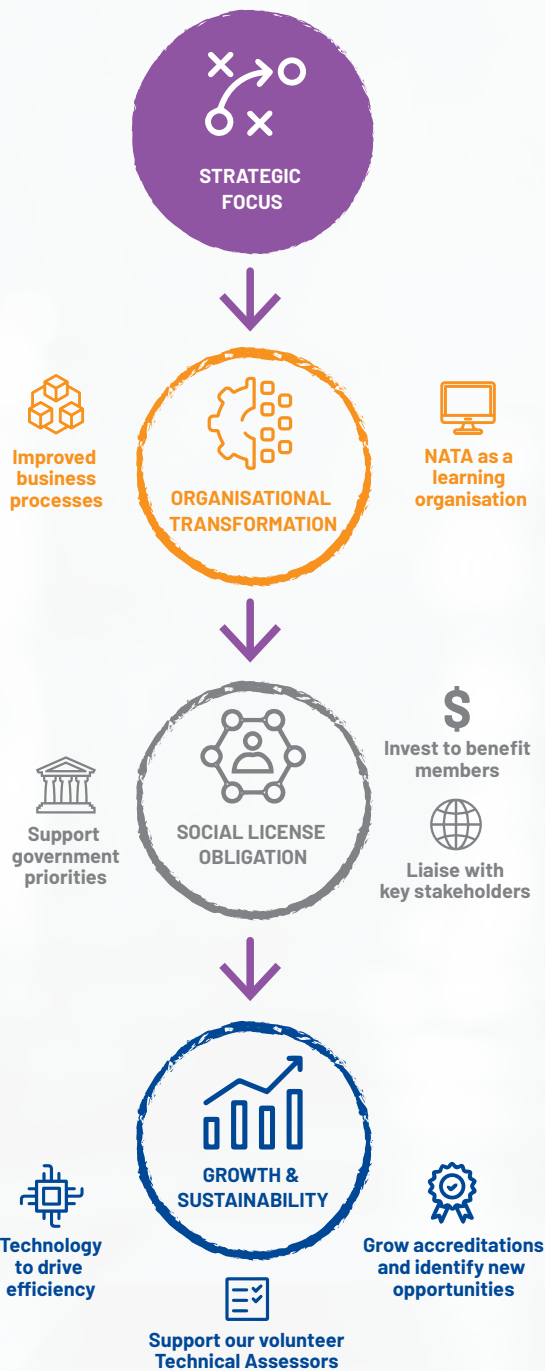 STRATEGIC
FOCUS
Improved
business
processes
ORGANISATIONAL
TRANSFORMATION
NATA as a
learning
organisation
Support
government
priorities
SOCIAL LICENSE
OBLIGATION
$
Invest to benefit
members
Liaise with
key stakeholders
GROWTH &
SUSTAINABILITY
Technology
to drive
efficiency
Support our volunteer
Technical Assessors
Grow accreditations
and identify new
opportunities